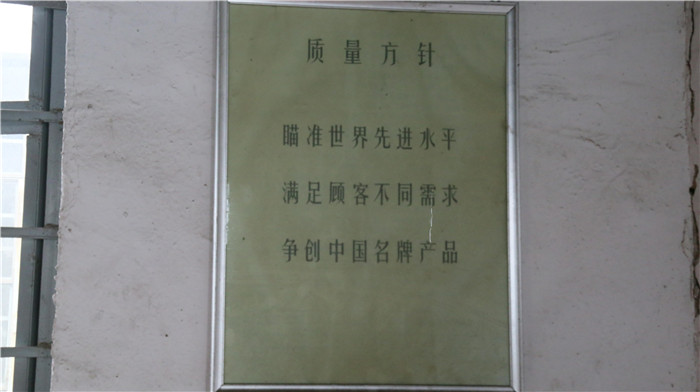 质量方针
瞄准世界先进水平
满足顾客不同需求
争创中国名牌产品